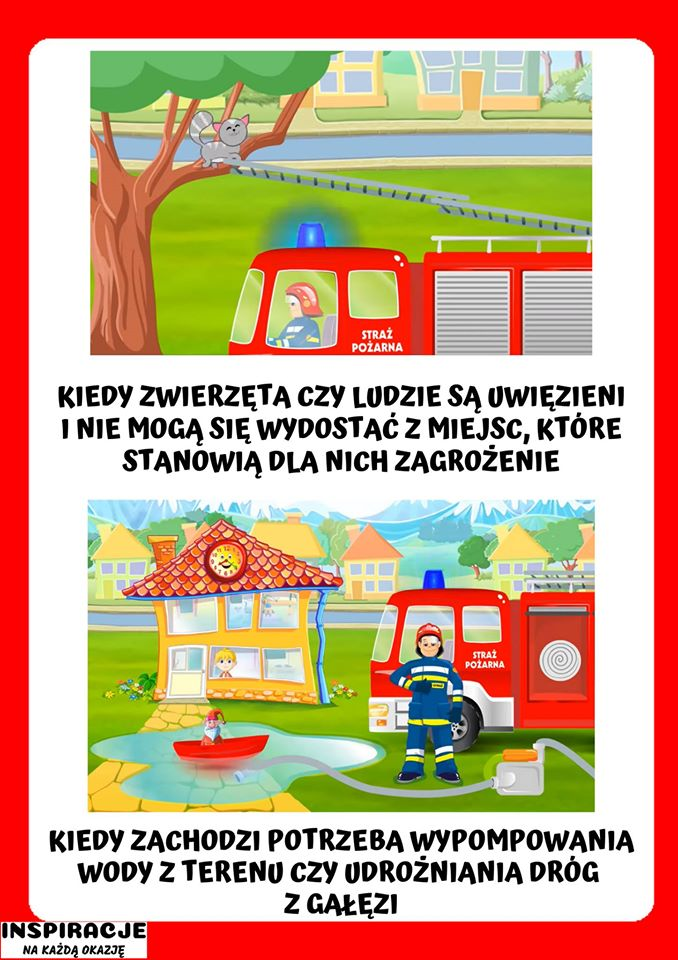 STRAŻ
POŻARNA
KIEDY ZWIERZĘTA CZY LUDZIE SĄ UWIĘZIENI
I NIE MOGĄ SIĘ WYDOSTAĆ Z MIEJSC, KTÓRE
STANOWIĄ DLA NICH ZAGROŻENIE
STRAŻ
POŻARNA
KIEDY ZACHODZI POTRZEBA WYPOMPOWANIA
WODY Z TERENU CZY UDROŻNIANIA DRÓG
Z GAŁĘZI
INSPIRACJE
NA KAŻDĄ OKAZJĘ